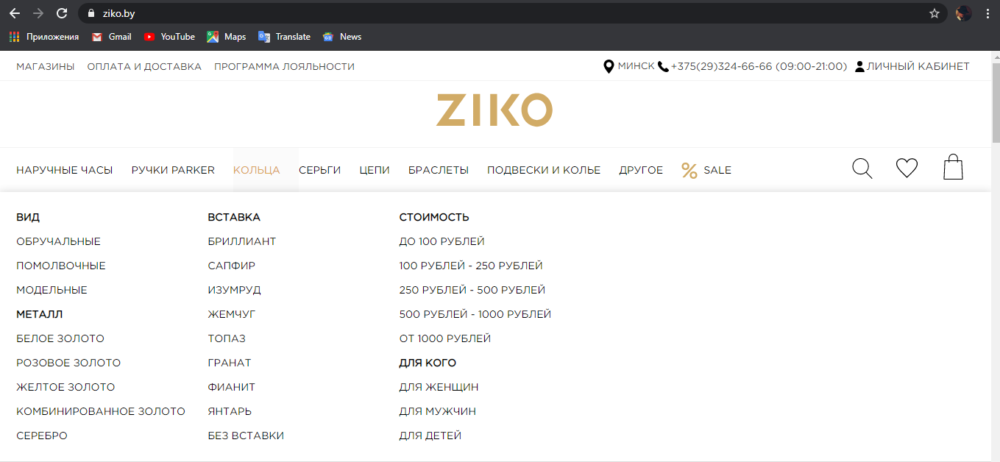 ziko.by
Приложения Gmail YouTube Maps Translate News
МАГАЗИНЫ ОПЛАТА И ДОСТАВКА ПРОГРАММА ЛОЯЛЬНОСТИ МИНСК +375(29)324-66-66 (09:00-21:00) ЛИЧНЫЙ КАБИНЕТ
ZIKO
НАРУЧНЫЕ ЧАСЫ РУЧКИ PARKER КОЛЬЦА СЕРЬГИ ЦЕПИ БРАСЛЕТЫ ПОДВЕСКИ И КОЛЬЕ ДРУГОЕ % SALE
ВИД
ОБРУЧАЛЬНЫЕ
ПОМОЛВОЧНЫЕ
МОДЕЛЬНЫЕ
МЕТАЛЛ
БЕЛОЕ ЗОЛОТО
РОЗОВОЕ ЗОЛОТО
ЖЕЛТОЕ ЗОЛОТО
КОМБИНИРОВАННОЕ ЗОЛОТО
СЕРЕБРО
ВСТАВКА
БРИЛЛИАНТ
САПФИР
ИЗУМРУД
ЖЕМЧУГ
ТОПАЗ
ГРАНАТ
ФИАНИТ
ЯНТАРЬ
БЕЗ ВСТАВКИ
СТОИМОСТЬ
ДО 100 РУБЛЕЙ
100 РУБЛЕЙ - 250 РУБЛЕЙ
250 РУБЛЕЙ - 500 РУБЛЕЙ
500 РУБЛЕЙ - 1000 РУБЛЕЙ
ОТ 1000 РУБЛЕЙ
ДЛЯ КОГО
ДЛЯ ЖЕНЩИН
ДЛЯ МУЖЧИН
ДЛЯ ДЕТЕЙ